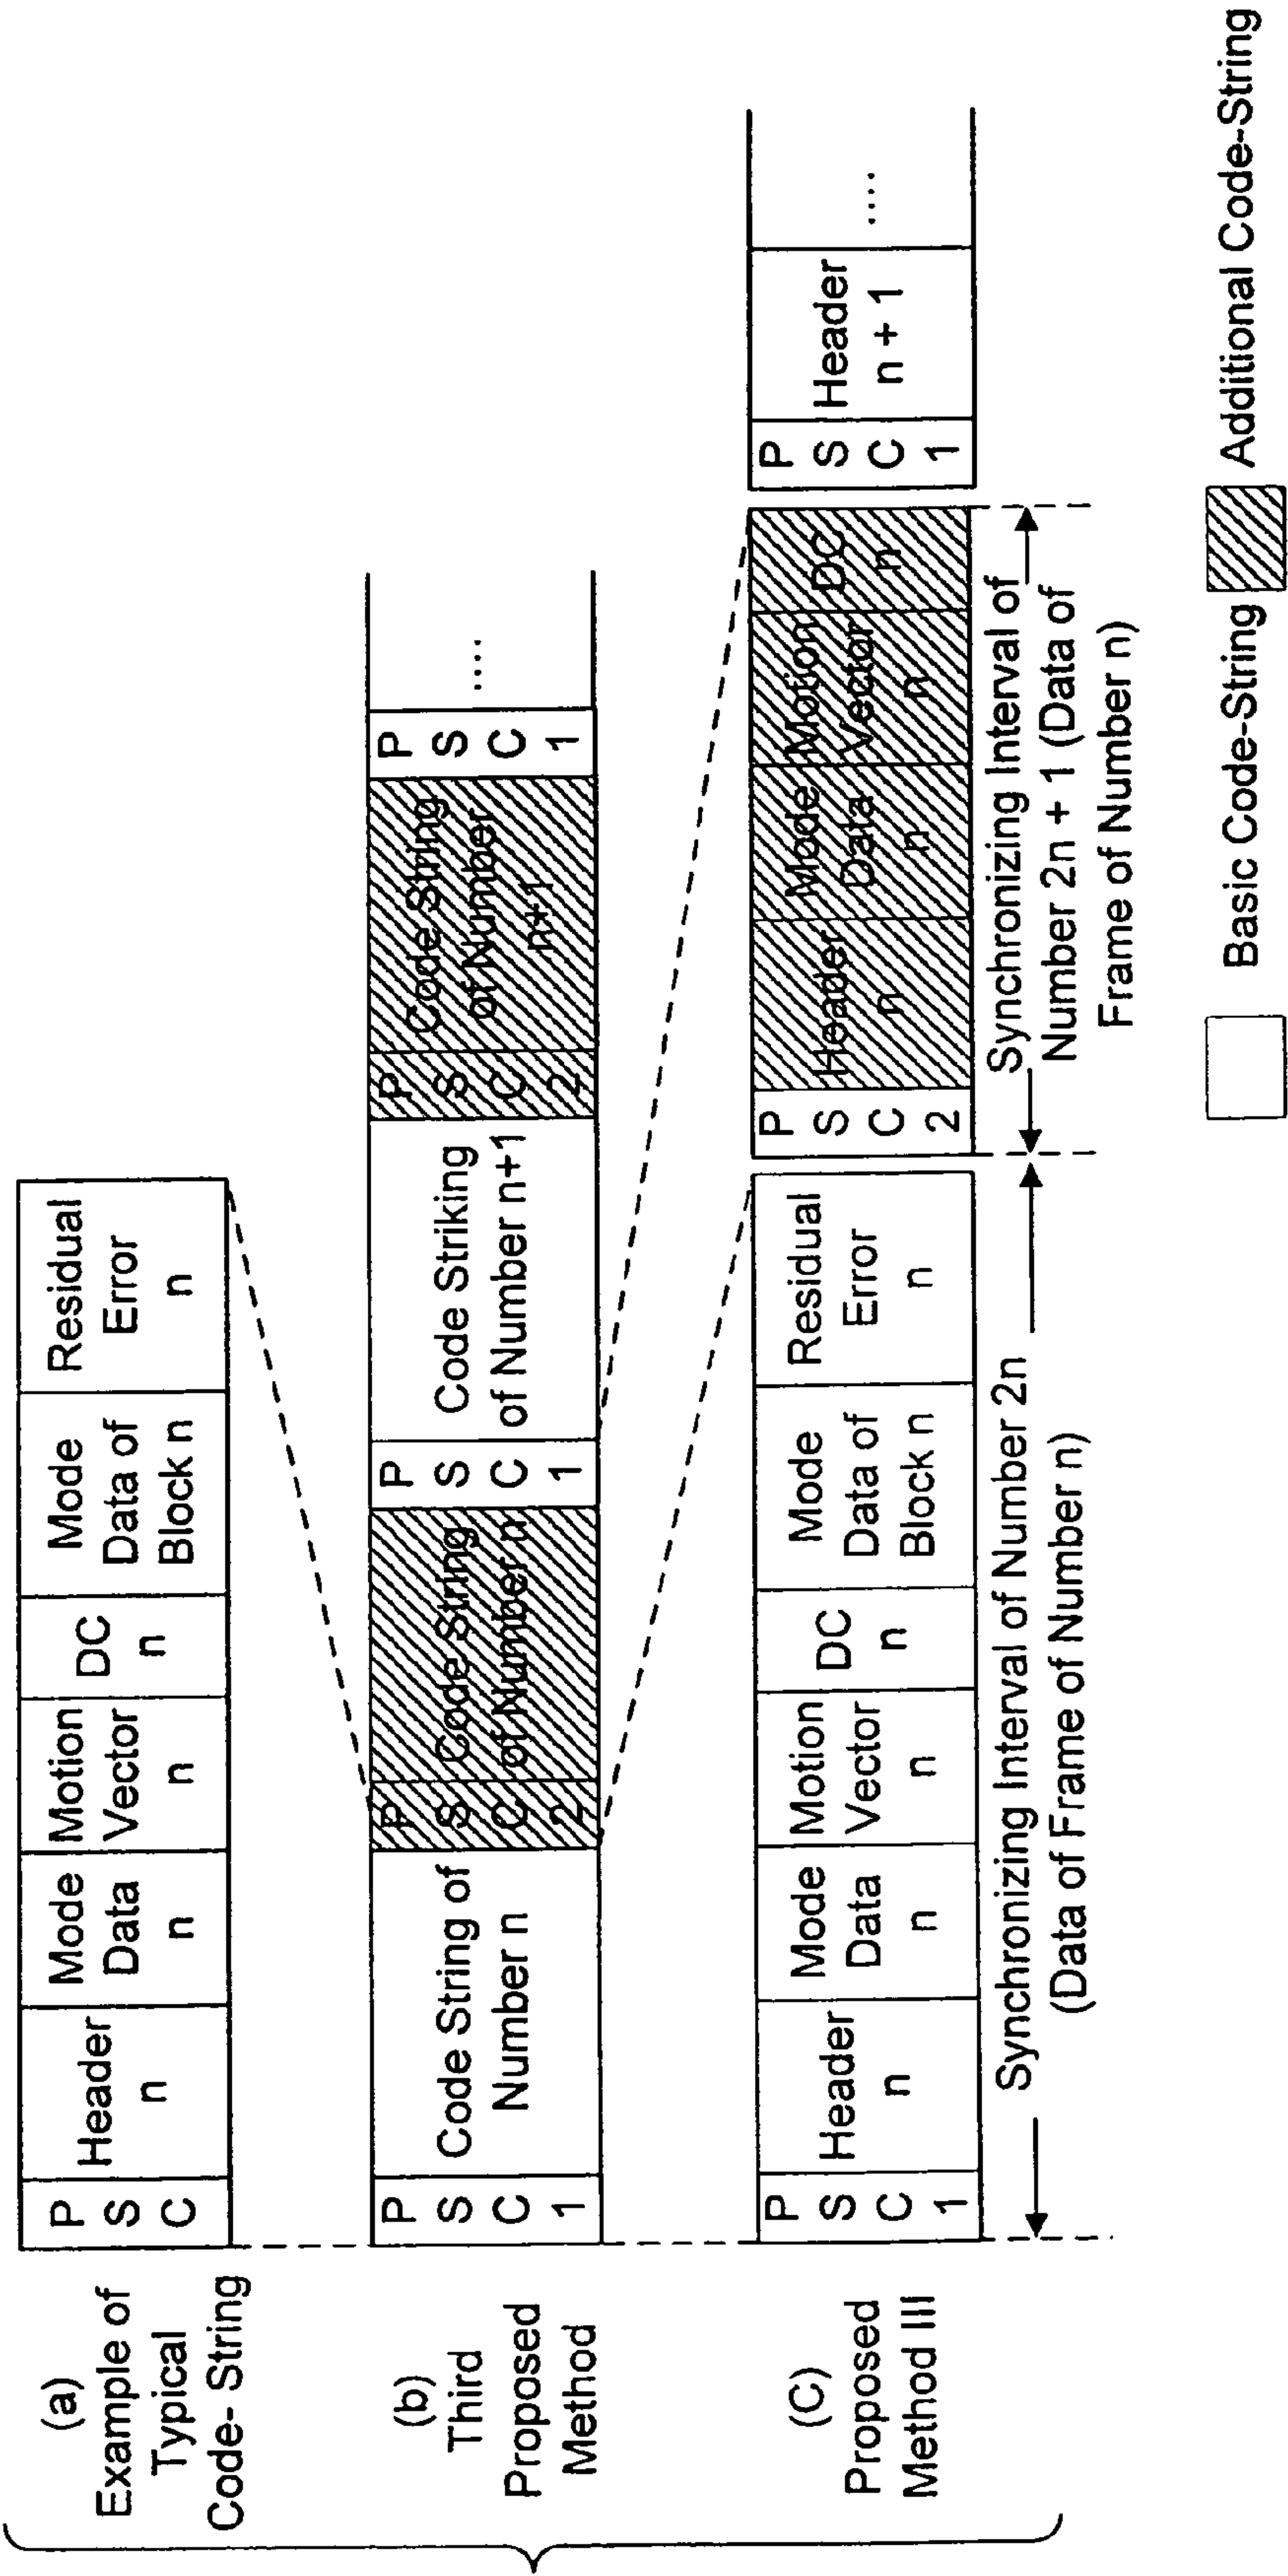 (a)
Example of
Typical
Code- String
P
S
C
Header
n
Mode
Data
n
Motion
Vector
n
DC
n
Mode
Data of
Block n
Residual
Error
n
(b)
Third
Proposed
Method
P
S
C
1
Code String of
Number n
P
S
C
2
Code String
of Number n
P
S
C
1
Code Striking
of Number n+1
P
S
C
2
Code String
of Number
n+1
P
S
C
1
....
(C)
Proposed
Method III
P
S
C
1
Header
n
Mode
Data
n
Motion
Vector
n
DC
n
Mode
Data of
Block n
Residual
Error
n
P
S
C
2
Header
n
Mode
Data
n
Motion
Vector
n
DC
n
P
S
C
1
Header
n + 1
....
Synchronizing Interval of Number 2n
(Data of Frame of Number n)
Synchronizing Interval of
Number 2n + 1 (Data of
Frame of Number n)
Basic Code-String
Additional Code-String